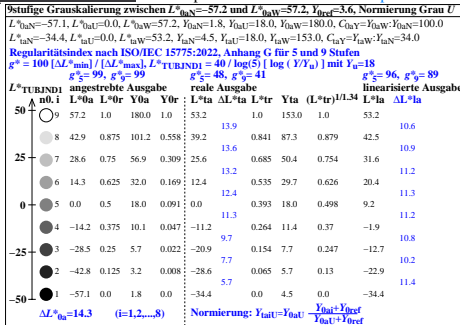 9stufige Grauskalierung zwischen L*0aN=−57.2 und L*0aW=57.2, Y0ref=3.6, Normierung Grau U
L*0aN=−57.1, L*0aU=0.0, L*0aW=57.2, Y0aN=1.8, Y0aU=18.0, Y0aW=180.0, C0aY=Y0aW:Y0aN=100.0
L*taN=−34.4, L*taU=0.0, L*taW=53.2, YtaN=4.5, YtaU=18.0, YtaW=153.0, CtaY=YtaW:YtaN=34.0
Regularitätsindex nach ISO/IEC 15775:2022, Anhang G für 5 und 9 Stufen
g* = 100 [ΔL*min] / [ΔL*max], L*TUBJND1 = 40 / log(5) [ log ( Y/Yu) ] mit Yu=18
g*5= 99, g*9= 99 g*5= 48, g*9= 41 g*5= 96, g*9= 89
L*TUBJND1 angestrebte Ausgabe reale Ausgabe linearisierte Ausgabe
n0. i L*0a L*0r Y0a Y0r L*ta ΔL*ta L*tr Yta (L*tr)1/1.34 L*la ΔL*la
50 9 57.2 1.0 180.0 1.0 53.2 1.0 153.0 1.0 53.2
13.9 10.6
8 42.9 0.875 101.2 0.558 39.2 0.841 87.3 0.879 42.5
13.6 10.9
25 7 28.6 0.75 56.9 0.309 25.6 0.685 50.4 0.754 31.6
13.2 11.2
6 14.3 0.625 32.0 0.169 12.4 0.535 29.7 0.626 20.4
12.4 11.3
0 5 0.0 0.5 18.0 0.091 0.0 0.393 18.0 0.498 9.2
11.3 11.2
4 −14.2 0.375 10.1 0.047 −11.2 0.264 11.4 0.37 −1.9
9.7 10.8
−25 3 −28.5 0.25 5.7 0.022 −20.9 0.154 7.7 0.247 −12.7
7.7 10.2
2 −42.8 0.125 3.2 0.008 −28.6 0.065 5.7 0.13 −22.9
5.7 11.4
−50 1 −57.1 0.0 1.8 0.0 −34.4 0.0 4.5 0.0 −34.4
ΔL*0a=14.3 (i=1,2,...,8) Normierung: YtaiU=Y0aU (Y0ai+Y0ref)/(Y0aU+Y0ref)